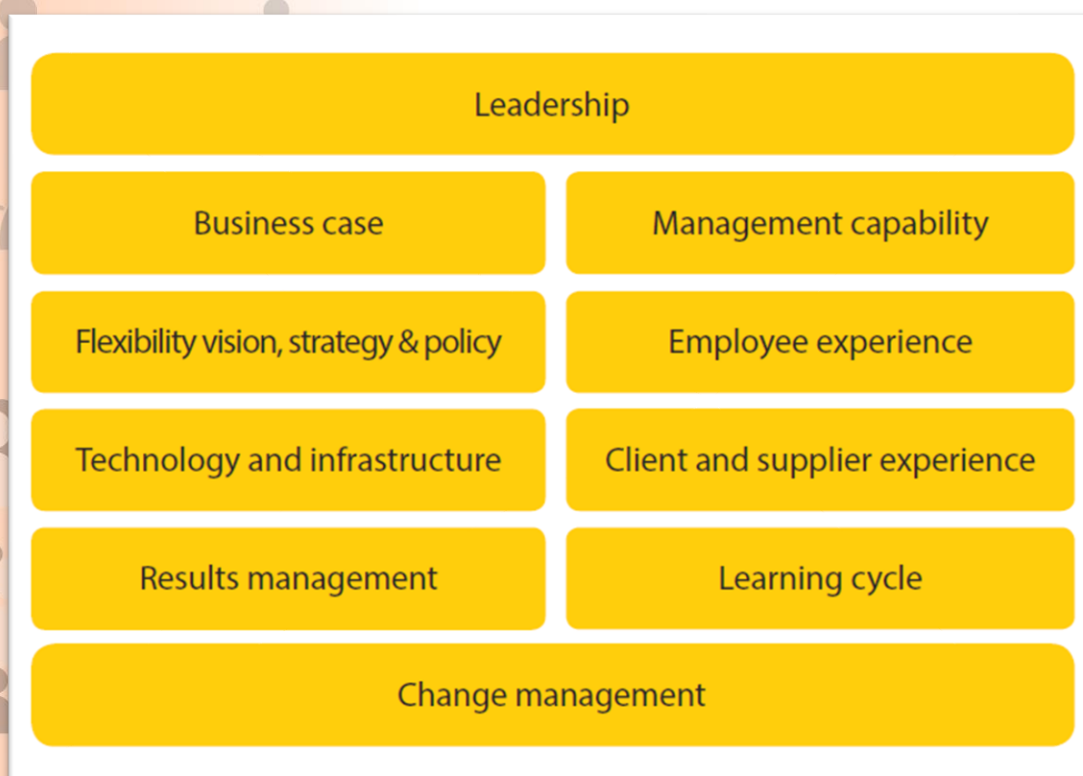 Leadership
Business case
Management capability
Flexibility vision, strategy & policy
Employee experience
Technology and infrastructure
Client and supplier experience
Results management
Learning cycle
Change management